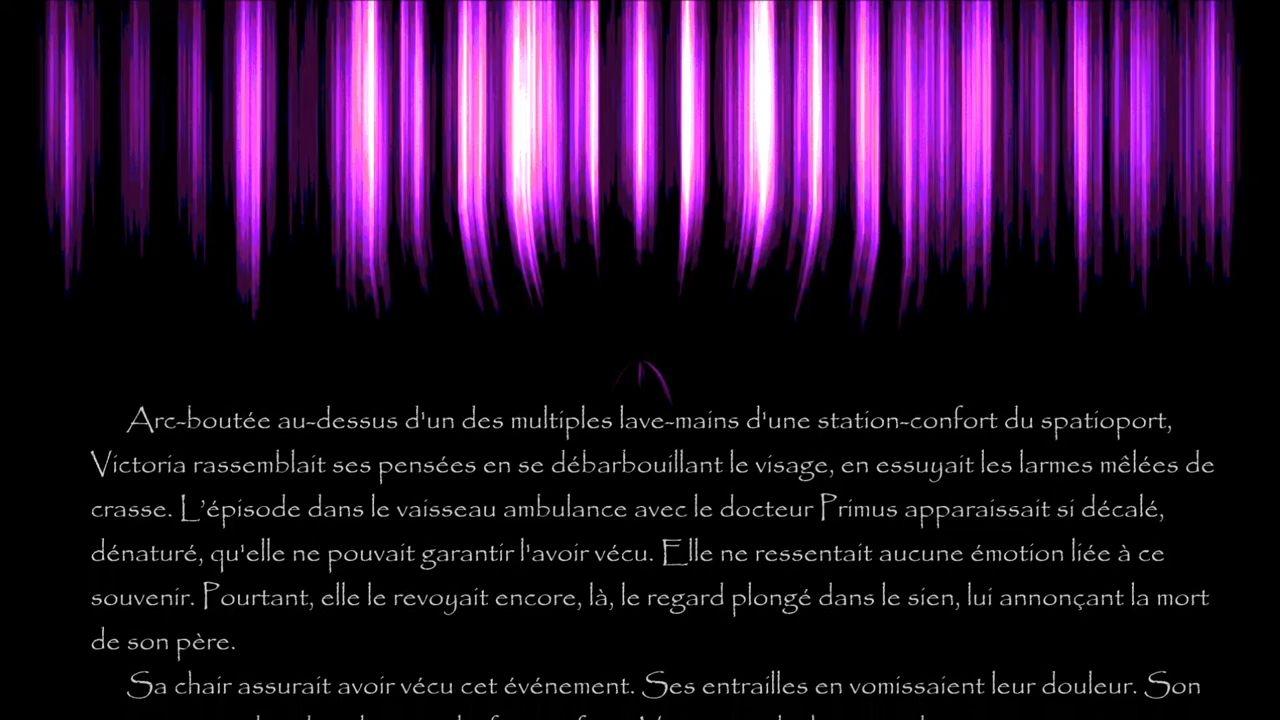 Arc-boutée au-dessus d'un des multiples lave-mains d'une station-confort du spatioport,
Victoria rassemblait ses pensées en se débarbouillant le visage, en essuyait les larmes mêlées de
crasse. L'épisode dans le vaisseau ambulance avec le docteur Primus apparaissait si décalé,
dénaturé, qu'elle ne pouvait garantir l'avoir vécu. Elle ne ressentait aucune émotion liée à ce
souvenir. Pourtant, elle le revoyait encore, là, le regard plongé dans le sien, lui annonçant la mort
de son père.
Sa chair assurait avoir vécu cet événement. Ses entrailles en vomissaient leur douleur. Son